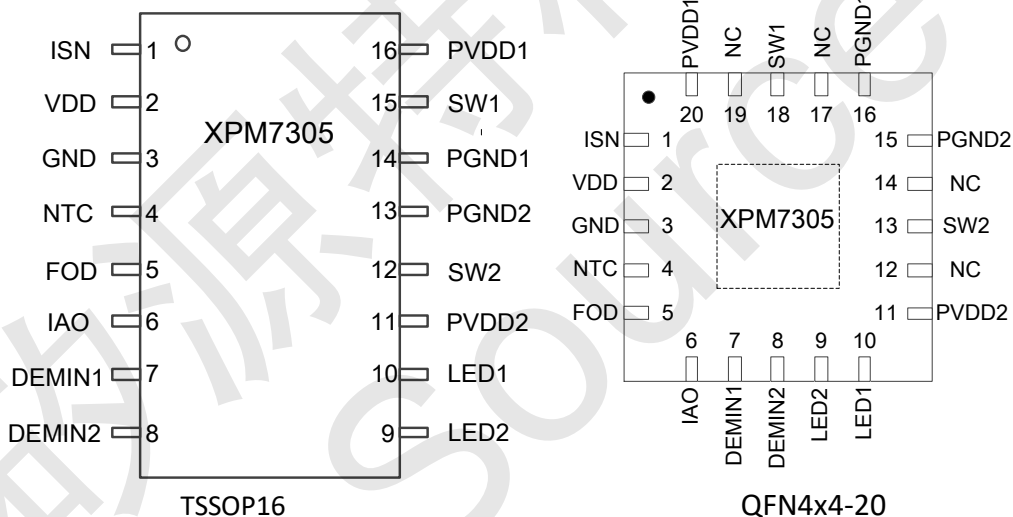 ISN 1 16 PVDD1
VDD 2 15 SW1
XPM7305
GND 3 14 PGND1
NTC 4 13 PGND2
FOD 5 12 SW2
IAO 6 11 PVDD2
DEMIN1 7 10 LED1
DEMIN2 8 9 LED2
TSSOP16
PVDD1 NC SW1 NC PGND1
20 19 18 17 16
ISN 1 15 PGND2
VDD 2 14 NC
XPM7305
GND 3 13 SW2
NTC 4 12 NC
FOD 5 11 PVDD2
6 7 8 9 10
IAO DEMIN1 DEMIN2 LED2 LED1
QFN4x4-20
源特
Source